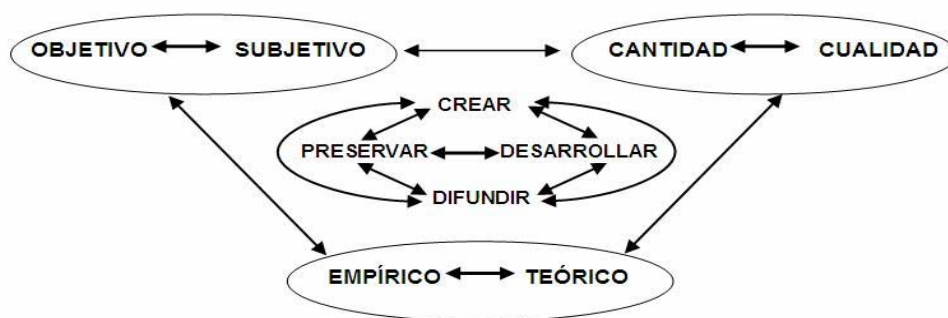 OBJETIVO SUBJETIVO CANTIDAD CUALIDAD
CREAR
PRESERVAR DESARROLLAR
DIFUNDIR
EMPÍRICO TEÓRICO